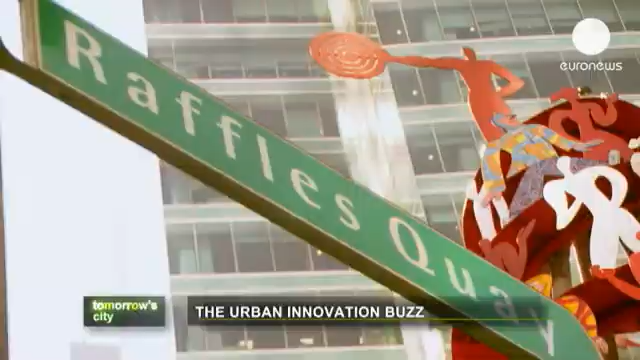 Raffles Quay
euronews
tomorrow's
city
THE URBAN INNOVATION BUZZ